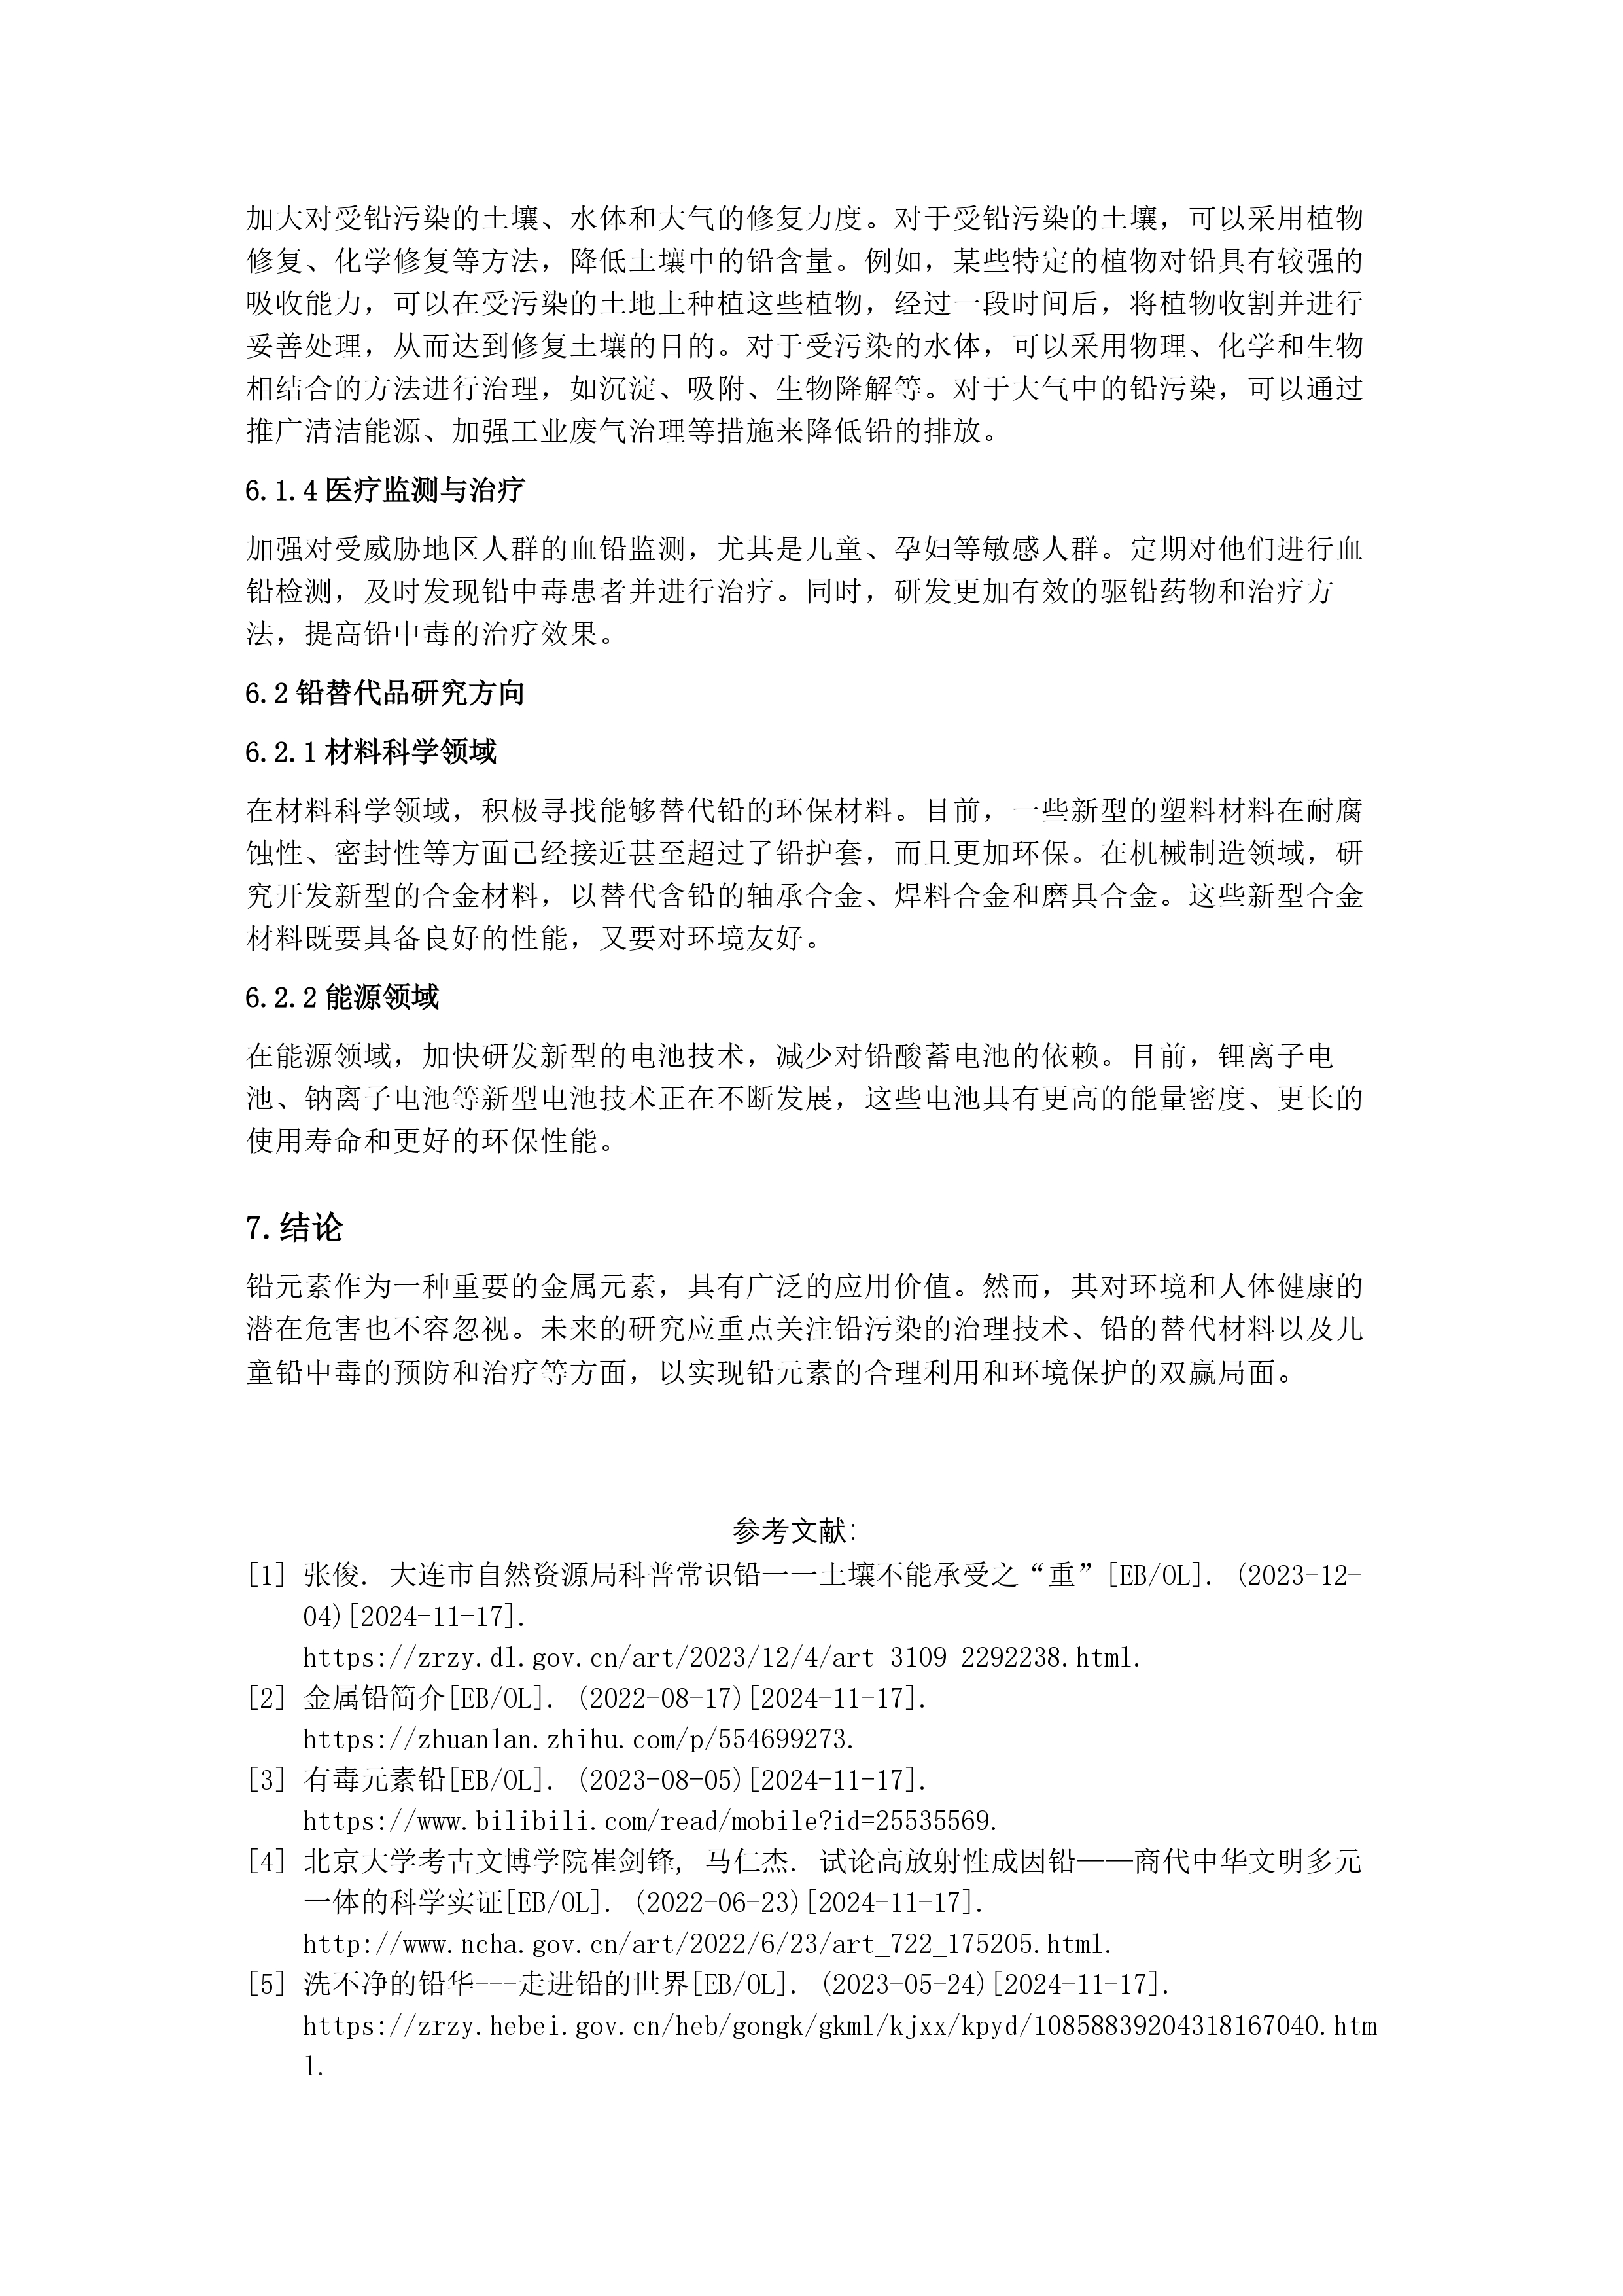 加大对受铅污染的土壤、水体和大气的修复力度。对于受铅污染的土壤，可以采用植物
修复、化学修复等方法，降低土壤中的铅含量。例如，某些特定的植物对铅具有较强的
吸收能力，可以在受污染的土地上种植这些植物，经过一段时间后，将植物收割并进行
妥善处理，从而达到修复土壤的目的。对于受污染的水体，可以采用物理、化学和生物
相结合的方法进行治理，如沉淀、吸附、生物降解等。对于大气中的铅污染，可以通过
推广清洁能源、加强工业废气治理等措施来降低铅的排放。
6.1.4 医疗监测与治疗
加强对受威胁地区人群的血铅监测，尤其是儿童、孕妇等敏感人群。定期对他们进行血
铅检测，及时发现铅中毒患者并进行治疗。同时，研发更加有效的驱铅药物和治疗方
法，提高铅中毒的治疗效果。
6.2 铅替代品研究方向
6.2.1 材料科学领域
在材料科学领域，积极寻找能够替代铅的环保材料。目前，一些新型的塑料材料在耐腐
蚀性、密封性等方面已经接近甚至超过了铅护套，而且更加环保。在机械制造领域，研
究开发新型的合金材料，以替代含铅的轴承合金、焊料合金和磨具合金。这些新型合金
材料既要具备良好的性能，又要对环境友好。
6.2.2 能源领域
在能源领域，加快研发新型的电池技术，减少对铅酸蓄电池的依赖。目前，锂离子电
池、钠离子电池等新型电池技术正在不断发展，这些电池具有更高的能量密度、更长的
使用寿命和更好的环保性能。
7. 结论
铅元素作为一种重要的金属元素，具有广泛的应用价值。然而，其对环境和人体健康的
潜在危害也不容忽视。未来的研究应重点关注铅污染的治理技术、铅的替代材料以及儿
童铅中毒的预防和治疗等方面，以实现铅元素的合理利用和环境保护的双赢局面。
参考文献：
[1] 张俊. 大连市自然资源局科普常识铅一一土壤不能承受之“重”[EB/OL]. (2023-12-
04)[2024-11-17].
https://zrzy.dl.gov.cn/art/2023/12/4/art_3109_2292238.html.
[2] 金属铅简介[EB/OL]. (2022-08-17)[2024-11-17].
https://zhuanlan.zhihu.com/p/554699273.
[3] 有毒元素铅[EB/OL]. (2023-08-05)[2024-11-17].
https://www.bilibili.com/read/mobile?id=25535569.
[4] 北京大学考古文博学院崔剑锋, 马仁杰. 试论高放射性成因铅——商代中华文明多元
一体的科学实证[EB/OL]. (2022-06-23)[2024-11-17].
http://www.ncha.gov.cn/art/2022/6/23/art_722_175205.html.
[5] 洗不净的铅华---走进铅的世界[EB/OL]. (2023-05-24)[2024-11-17].
https://zrzy.hebei.gov.cn/heb/gongk/gkml/kjxx/kpyd/10858839204318167040.htm
l.